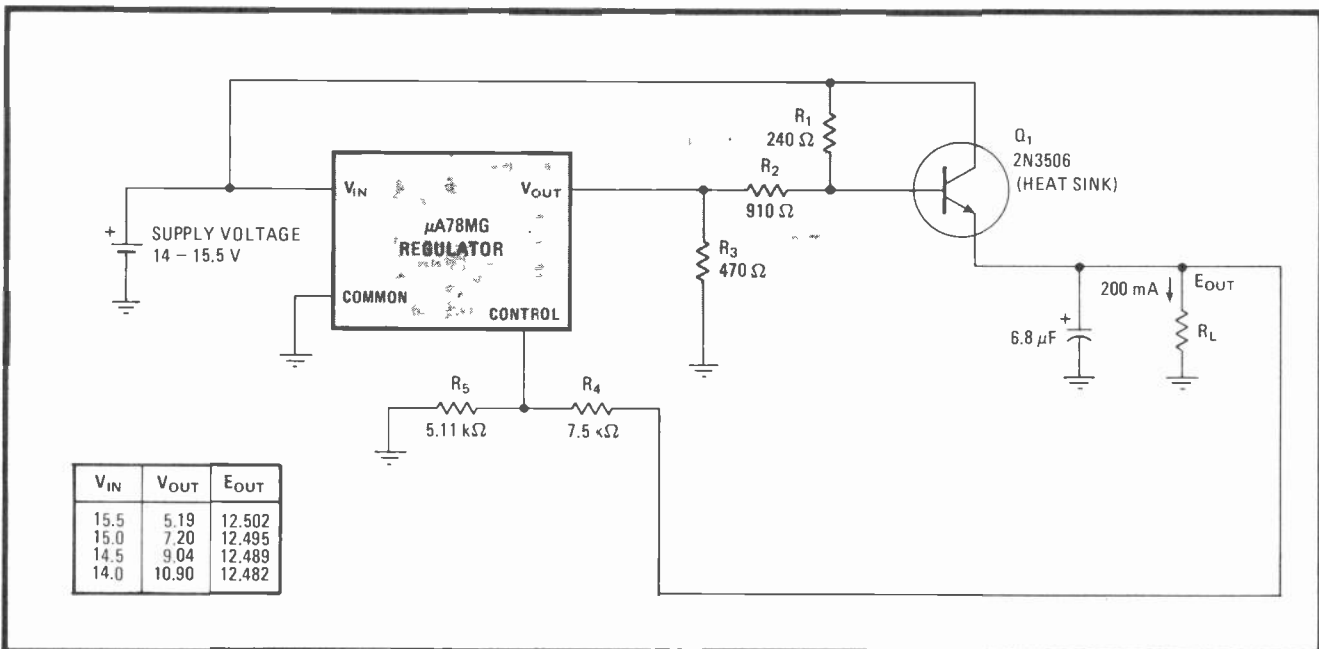 R1
240 Ω
Q1
2N3506
(HEAT SINK)
R2
910 Ω
VIN
VOUT
μA78MG
REGULATOR
+
SUPPLY VOLTAGE
14 – 15.5 V
R3
470 Ω
COMMON
CONTROL
200 mA
EOUT
+
6.8 μF
RL
R5
5.11 kΩ
R4
7.5 kΩ
VIN VOUT EOUT
15.5 5.19 12.502
15.0 7.20 12.495
14.5 9.04 12.489
14.0 10.90 12.482